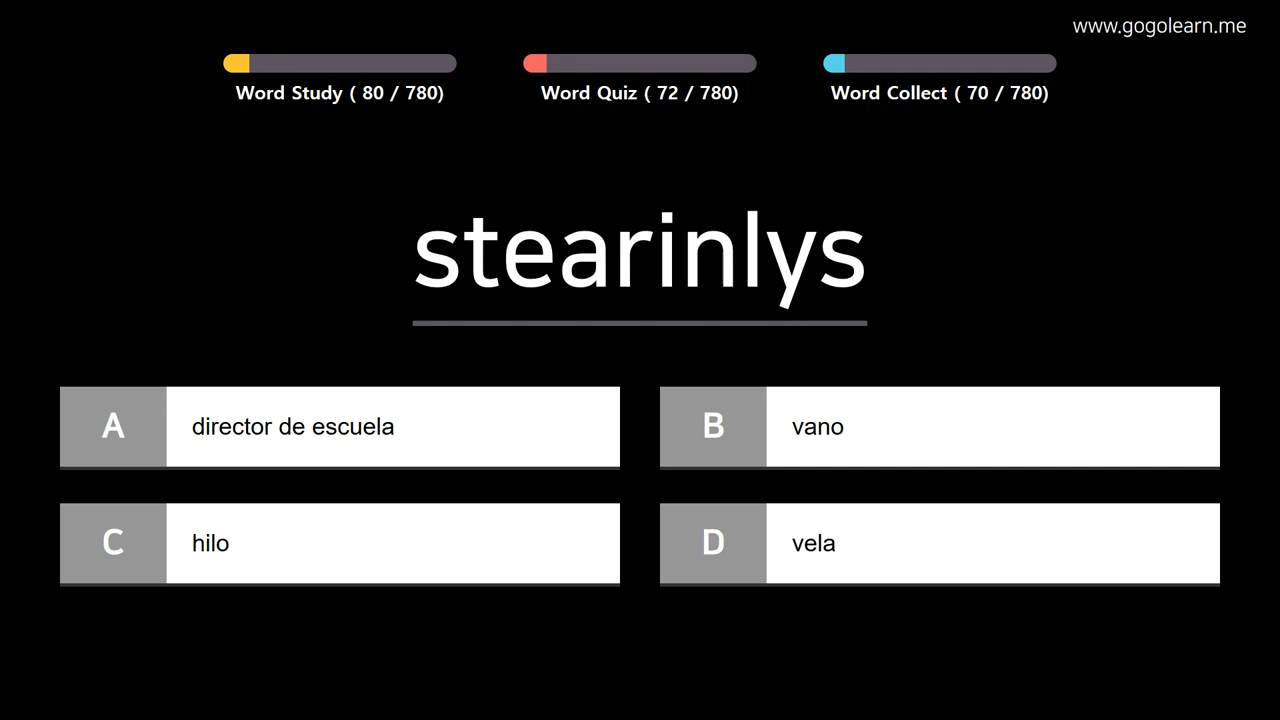 www.gogolearn.me
Word Study ( 80 / 780)
Word Quiz ( 72 / 780)
Word Collect ( 70 / 780)
stearinlys
A director de escuela
B vano
C hilo
D vela